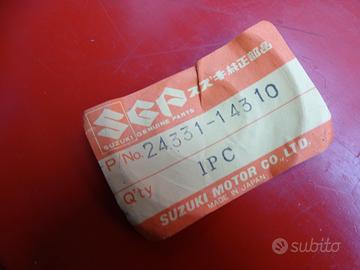 SGP スズキ純正部品
SUZUKI GENUINE PARTS
P No. 24331-14310
Q'ty 1PC
SUZUKI MOTOR CO., LTD.
MADE IN JAPAN
subito